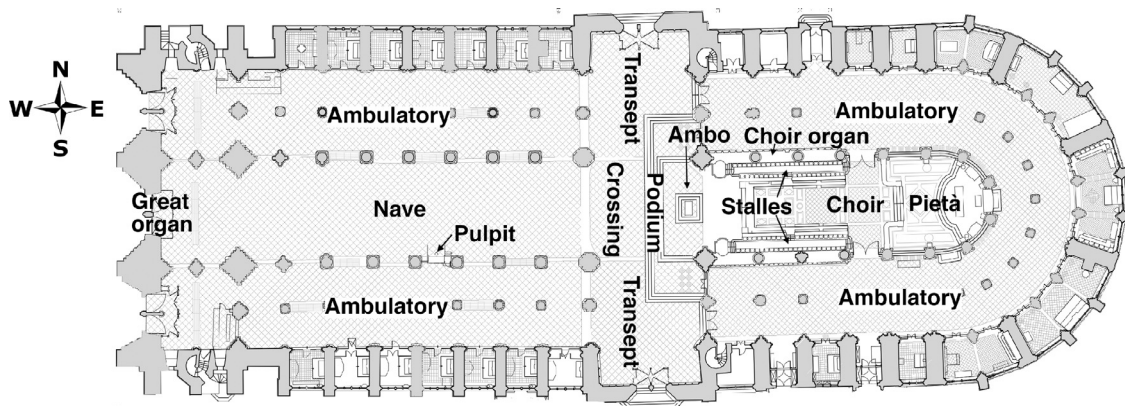 N
W E
S
Ambulatory
Transept
Ambulatory
Ambo
Choir organ
Great
organ
Nave
Crossing
Podium
Stalles
Choir
Pietà
Pulpit
Ambulatory
Transept
Ambulatory